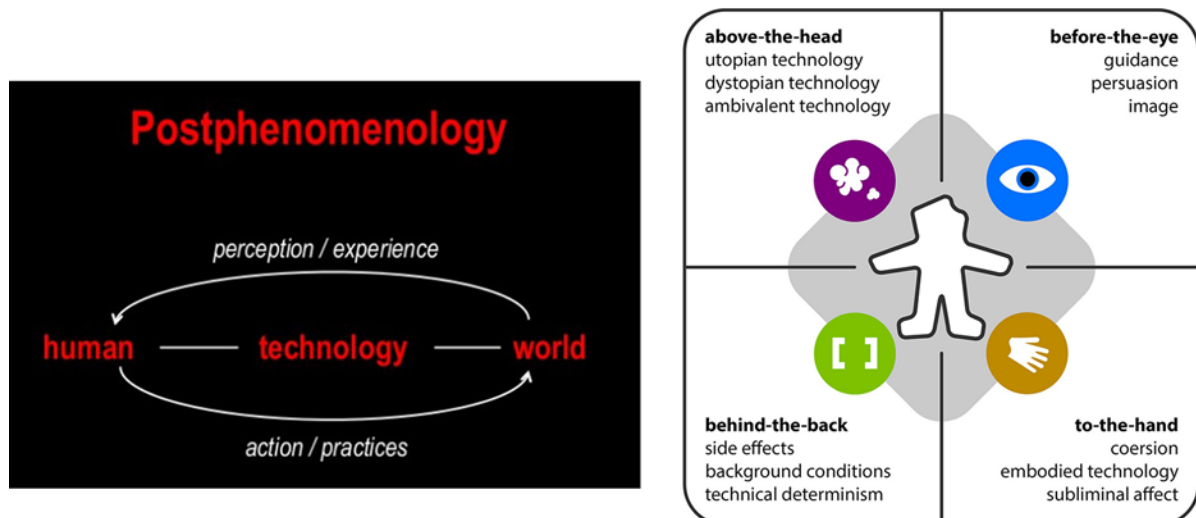 Postphenomenology
perception / experience
human technology world
action / practices
above-the-head
utopian technology
dystopian technology
ambivalent technology
before-the-eye
guidance
persuasion
image
behind-the-back
side effects
background conditions
technical determinism
to-the-hand
coersion
embodied technology
subliminal affect